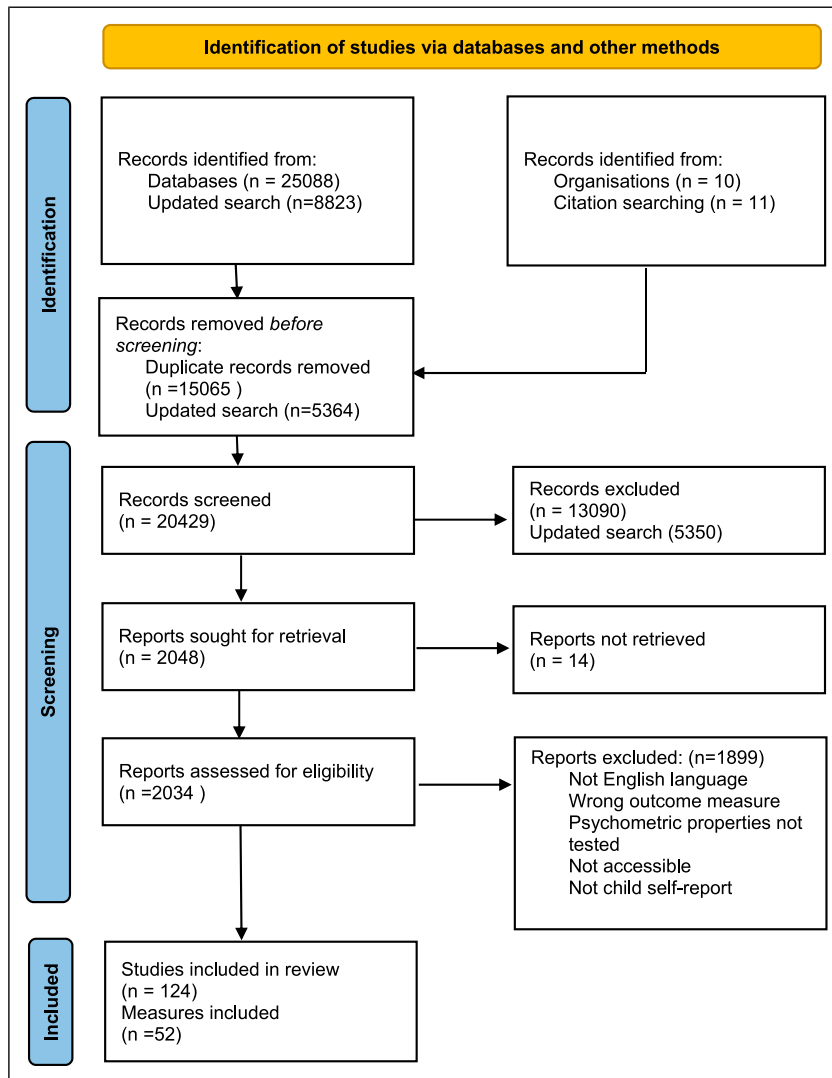 Identification of studies via databases and other methods
Identification
Records identified from:
Databases (n = 25088)
Updated search (n=8823)
Records identified from:
Organisations (n = 10)
Citation searching (n = 11)
Records removed before
screening:
Duplicate records removed
(n =15065 )
Updated search (n=5364)
Screening
Records screened
(n = 20429)
Records excluded
(n = 13090)
Updated search (5350)
Reports sought for retrieval
(n = 2048)
Reports not retrieved
(n = 14)
Reports assessed for eligibility
(n =2034 )
Reports excluded: (n=1899)
Not English language
Wrong outcome measure
Psychometric properties not
tested
Not accessible
Not child self-report
Included
Studies included in review
(n = 124)
Measures included
(n =52)